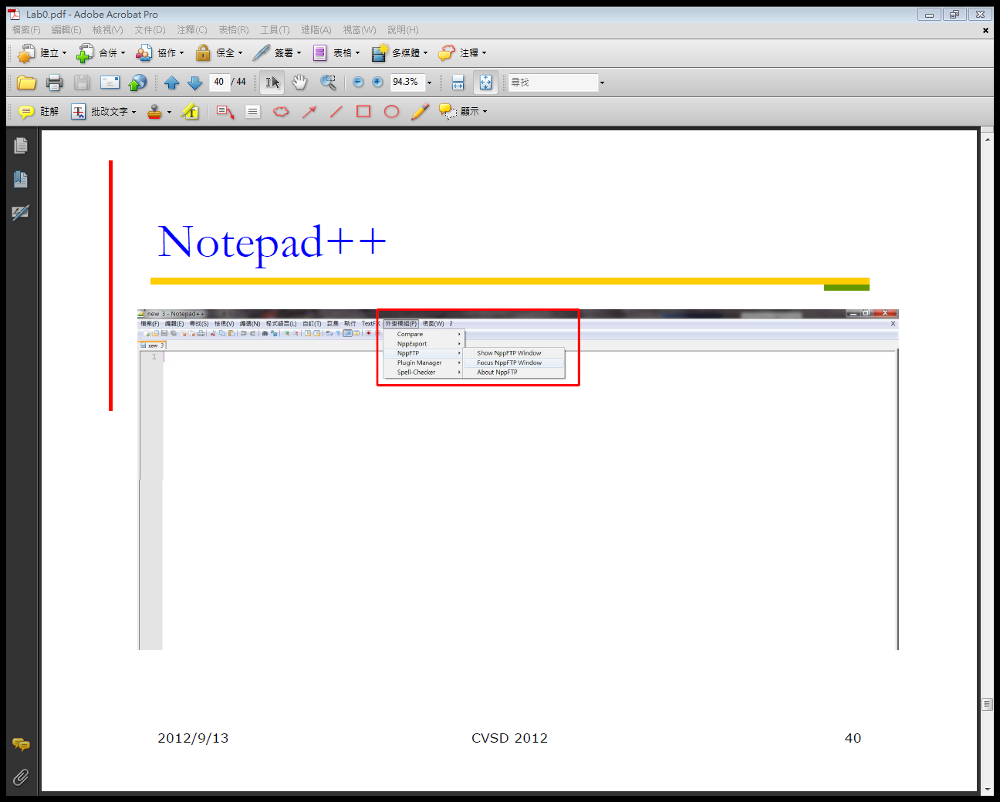 Lab0.pdf - Adobe Acrobat Pro
檔案(F) 編輯(E) 檢視(V) 文件(D) 注釋(C) 表格(R) 工具(T) 進階(A) 視窗(W) 說明(H)
建立 合併 協作 保全 簽署 表格 多媒體 注釋
40 / 44 94.3% 尋找
註解 批改文字 顯示
Notepad++
new 3 - Notepad++
檔案(F) 編輯(E) 尋找(S) 檢視(V) 編碼(N) 程式語言(L) 自訂(T) 巨集 執行 TextFX 外掛模組(P) 視窗(W) ? X
new 3
1
Compare
NppExport
NppFTP
Plugin Manager
Spell-Checker
Show NppFTP Window
Focus NppFTP Window
About NppFTP
2012/9/13 CVSD 2012 40